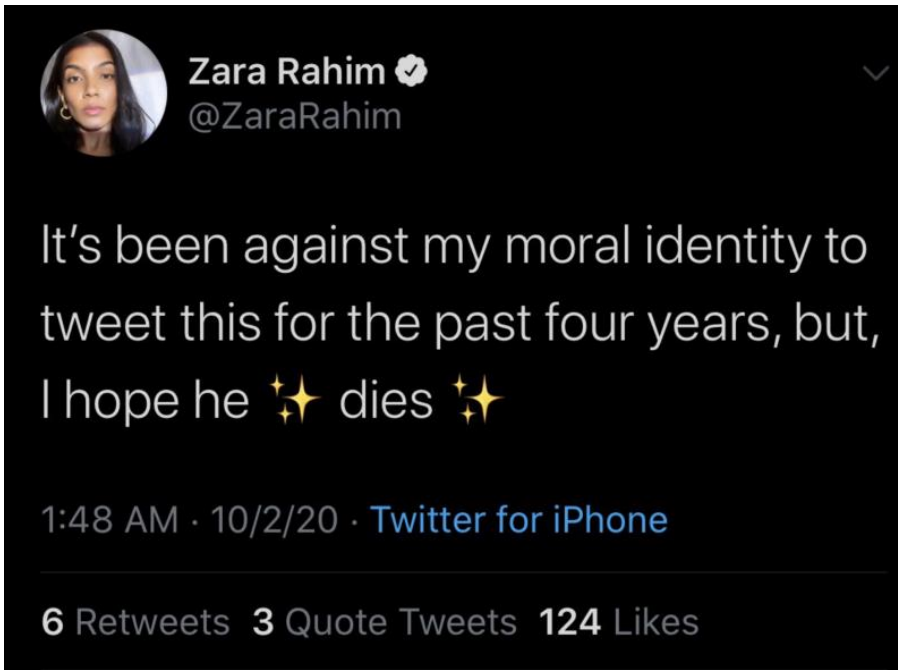 Zara Rahim
@ZaraRahim
It's been against my moral identity to
tweet this for the past four years, but,
I hope he ✨ dies ✨
1:48 AM · 10/2/20 · Twitter for iPhone
6 Retweets 3 Quote Tweets 124 Likes